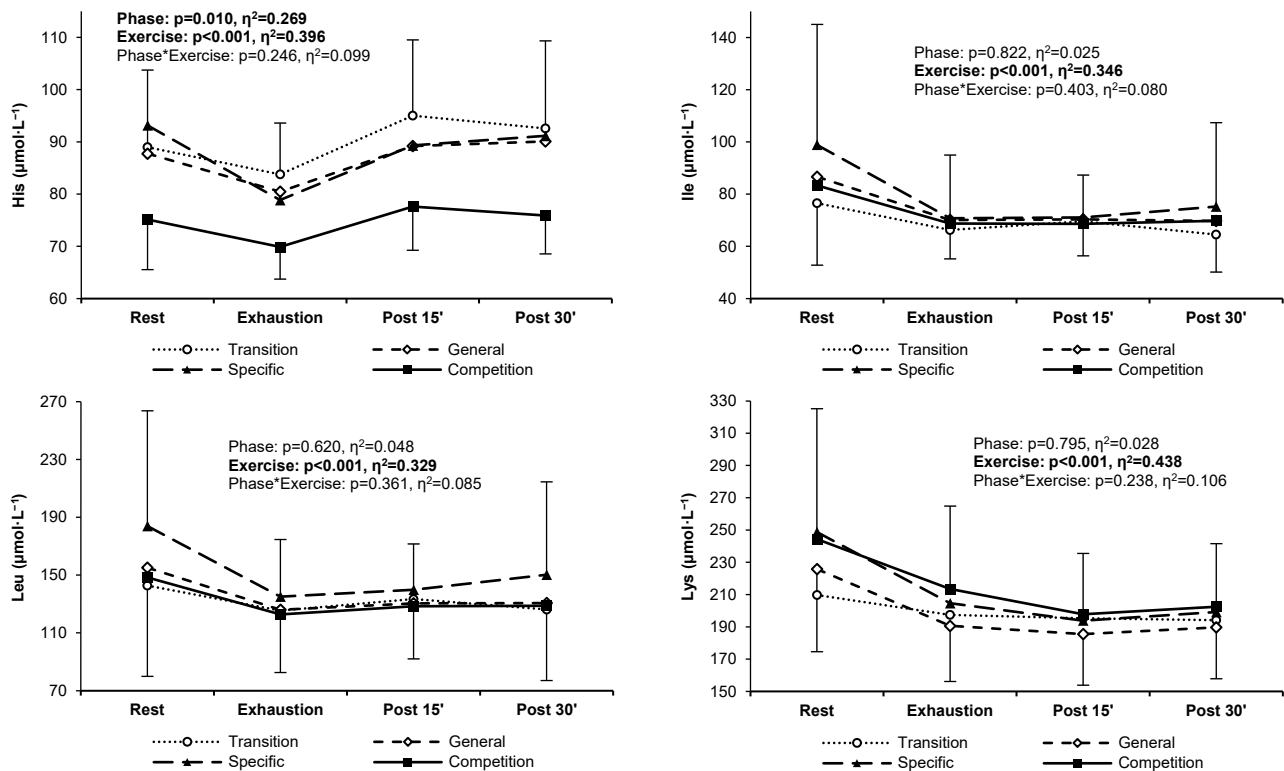 Phase: p=0.010, η²=0.269
Exercise: p<0.001, η²=0.396
Phase*Exercise: p=0.246, η²=0.099
His (µmol·L⁻¹)
110
100
90
80
70
60
Rest Exhaustion Post 15' Post 30'
Transition General
Specific Competition
Phase: p=0.822, η²=0.025
Exercise: p<0.001, η²=0.346
Phase*Exercise: p=0.403, η²=0.080
Ile (µmol·L⁻¹)
140
120
100
80
60
40
Rest Exhaustion Post 15' Post 30'
Transition General
Specific Competition
Phase: p=0.620, η²=0.048
Exercise: p<0.001, η²=0.329
Phase*Exercise: p=0.361, η²=0.085
Leu (µmol·L⁻¹)
270
230
190
150
110
70
Rest Exhaustion Post 15' Post 30'
Transition General
Specific Competition
Phase: p=0.795, η²=0.028
Exercise: p<0.001, η²=0.438
Phase*Exercise: p=0.238, η²=0.106
Lys (µmol·L⁻¹)
330
310
290
270
250
230
210
190
170
150
Rest Exhaustion Post 15' Post 30'
Transition General
Specific Competition